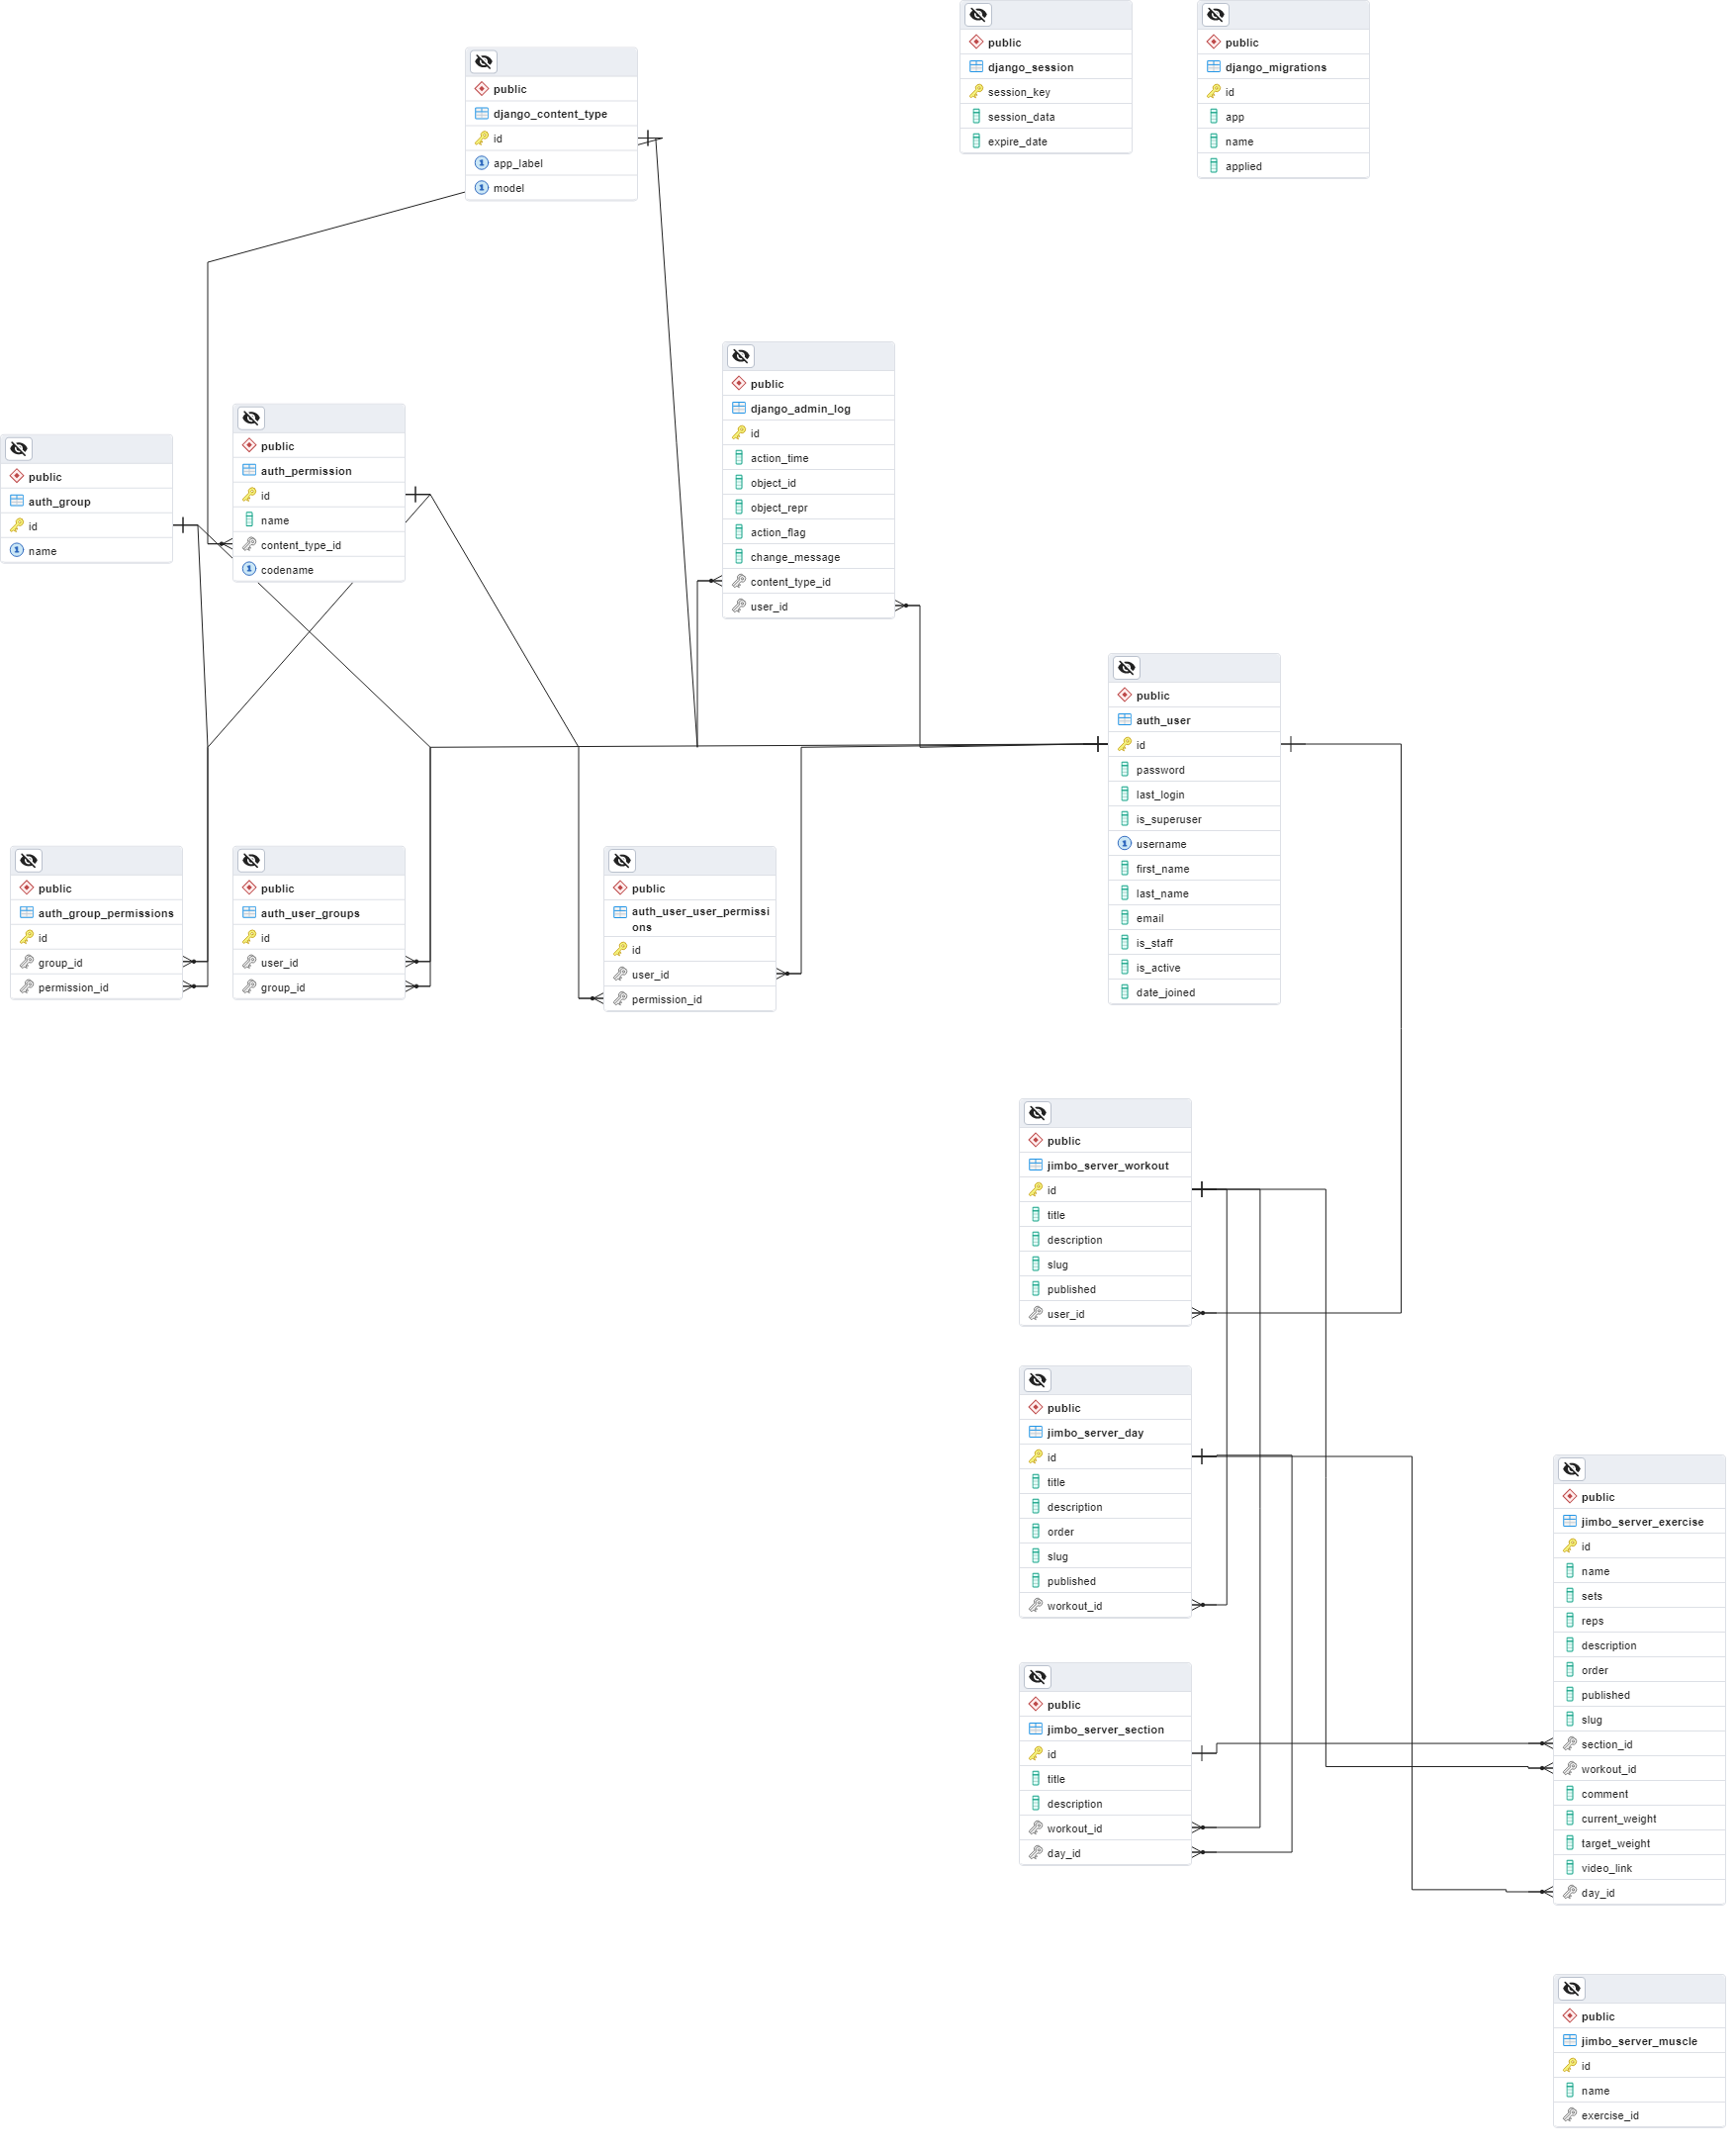 public
django_session
session_key
session_data
expire_date
public
django_migrations
id
app
name
applied
public
django_content_type
id
app_label
model
public
django_admin_log
id
action_time
object_id
object_repr
action_flag
change_message
content_type_id
user_id
public
auth_permission
id
name
content_type_id
codename
public
auth_group
id
name
public
auth_user
id
password
last_login
is_superuser
username
first_name
last_name
email
is_staff
is_active
date_joined
public
auth_group_permissions
id
group_id
permission_id
public
auth_user_groups
id
user_id
group_id
public
auth_user_user_permissi
ons
id
user_id
permission_id
public
jimbo_server_workout
id
title
description
slug
published
user_id
public
jimbo_server_day
id
title
description
order
slug
published
workout_id
public
jimbo_server_section
id
title
description
workout_id
day_id
public
jimbo_server_exercise
id
name
sets
reps
description
order
published
slug
section_id
workout_id
comment
current_weight
target_weight
video_link
day_id
public
jimbo_server_muscle
id
name
exercise_id